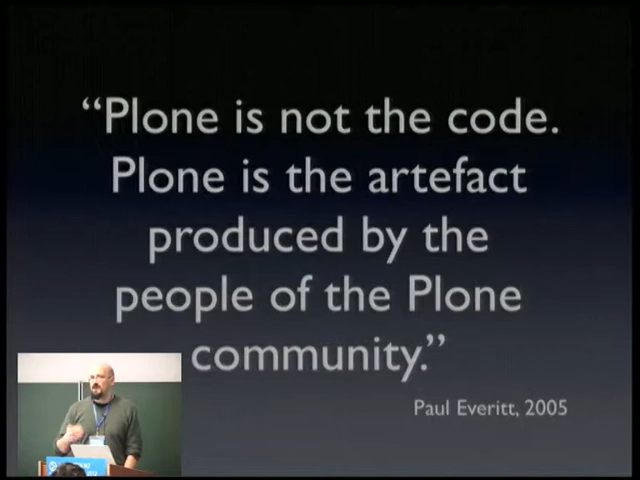 “Plone is not the code.
Plone is the artefact
produced by the
people of the Plone
community.”
Paul Everitt, 2005